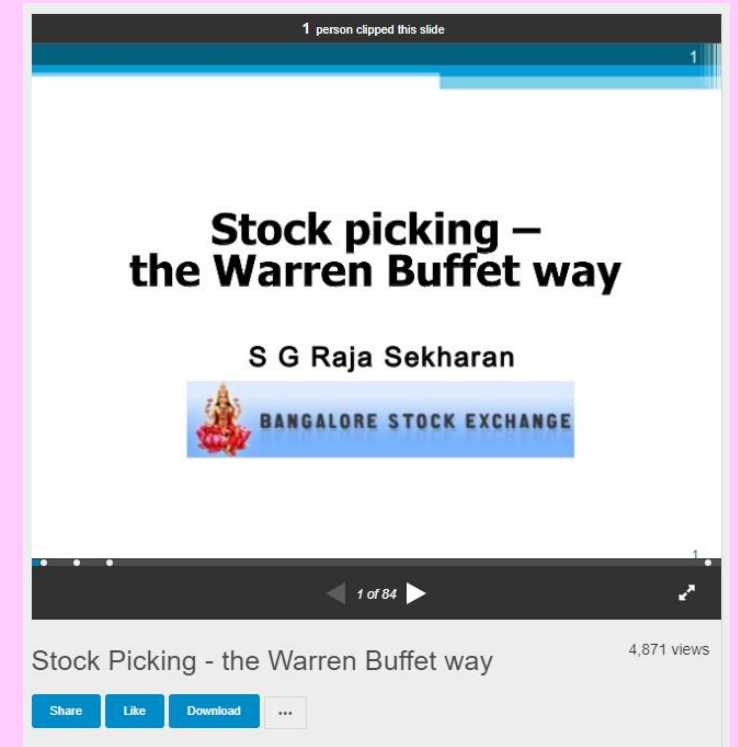 1 person clipped this slide
1
Stock picking –
the Warren Buffet way
S G Raja Sekharan
BANGALORE STOCK EXCHANGE
1
1 of 84
Stock Picking - the Warren Buffet way
4,871 views
Share Like Download ...